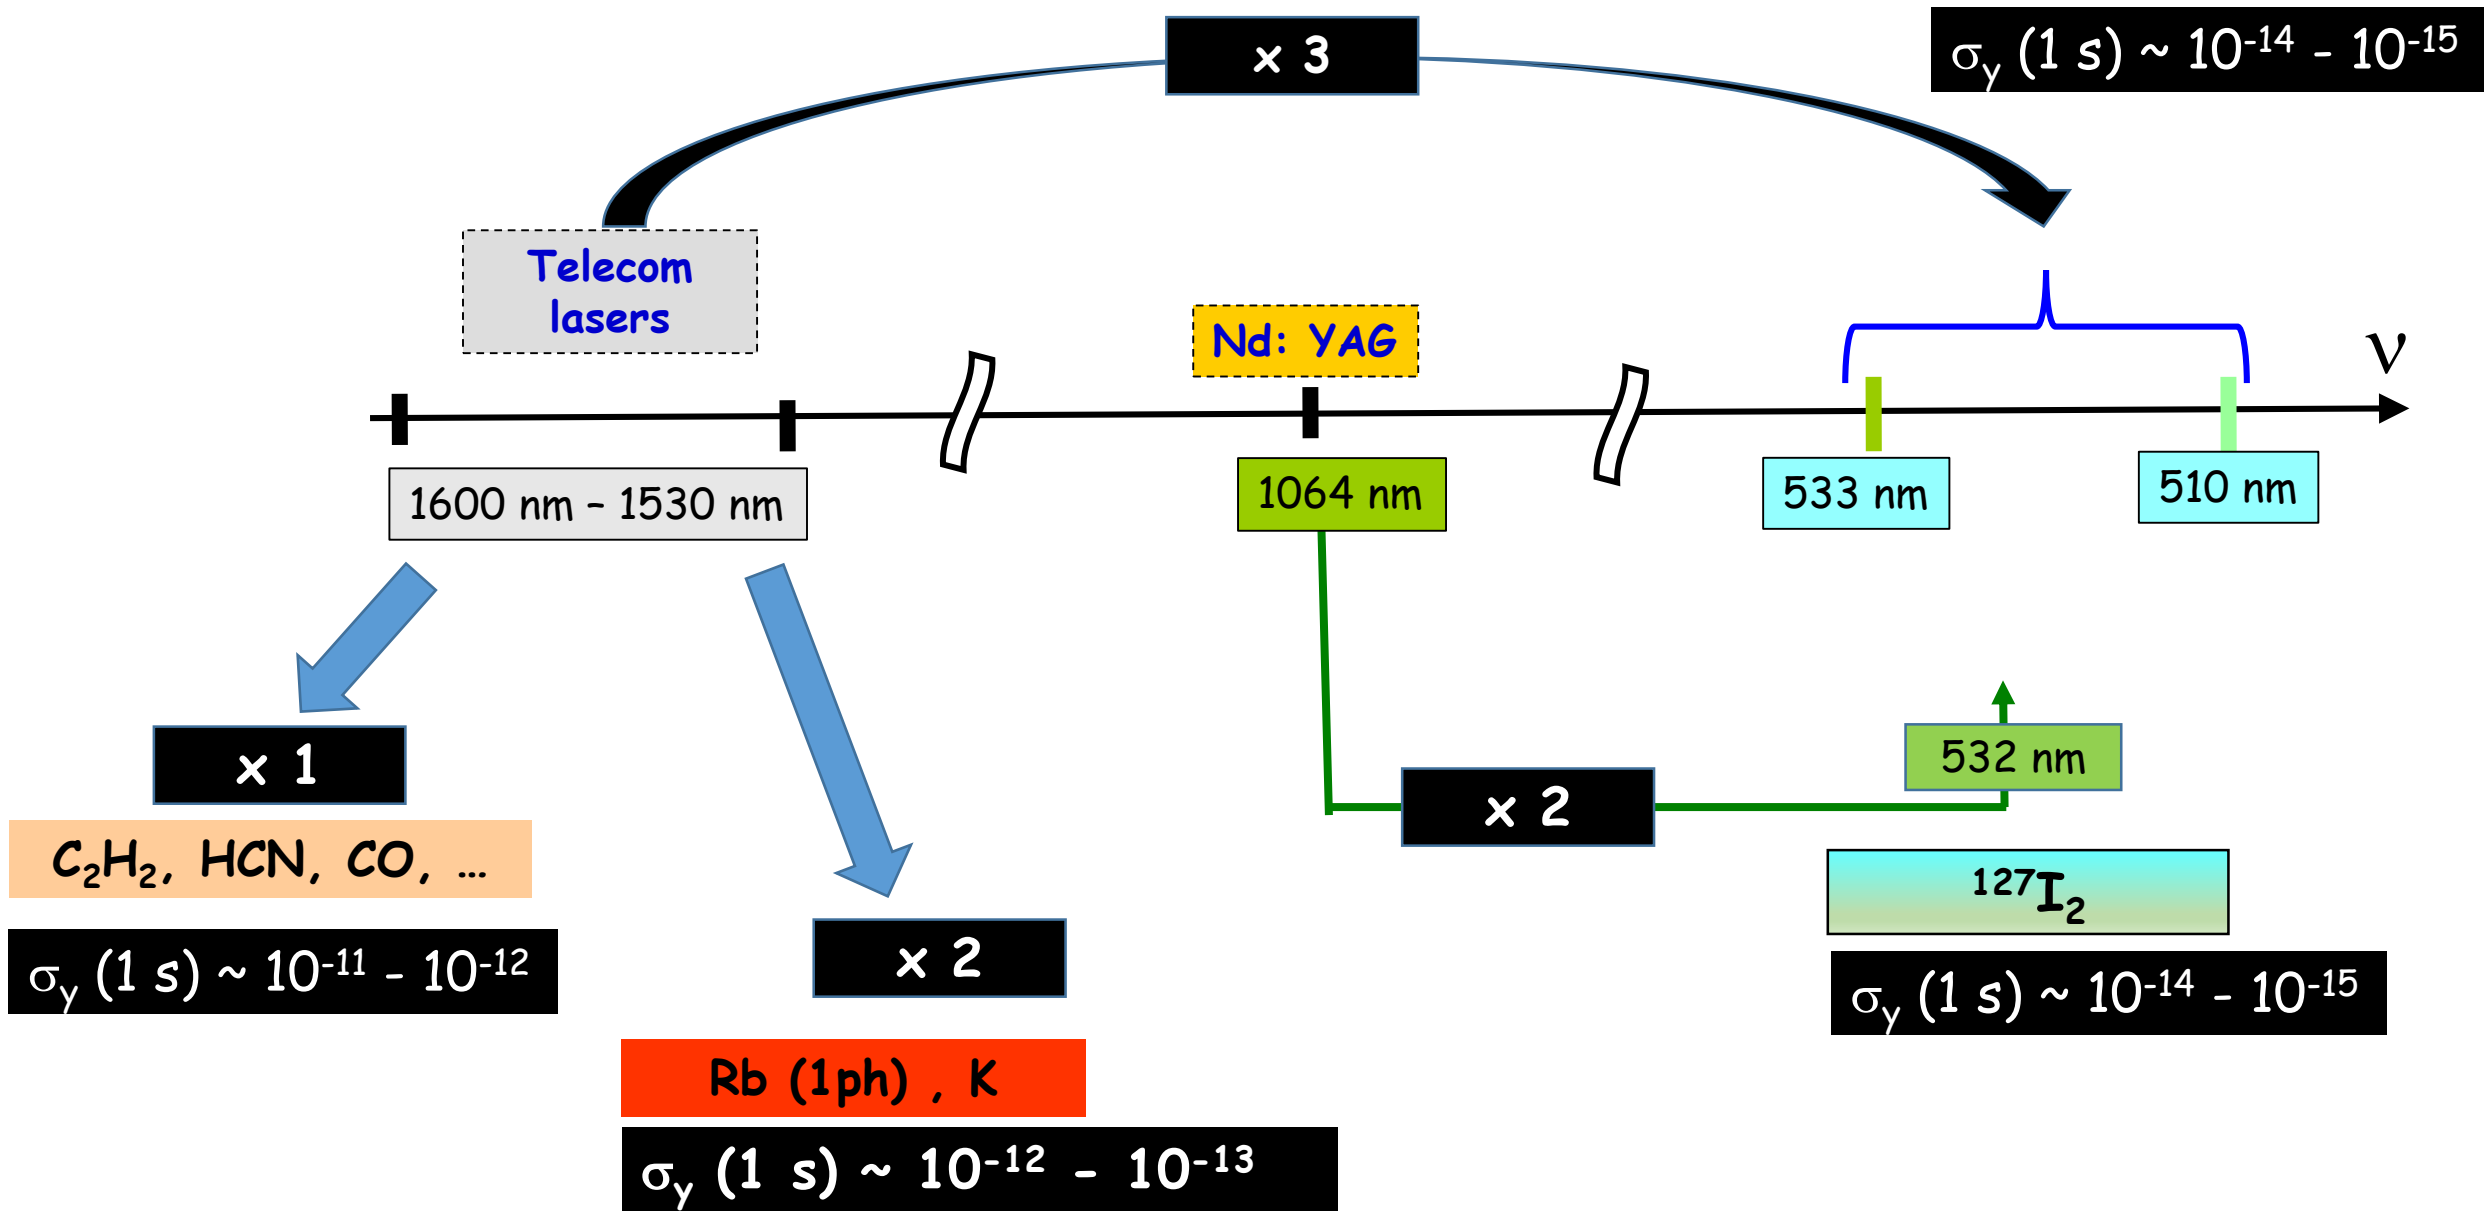 x 3
σy (1 s) ~ 10⁻¹⁴ - 10⁻¹⁵
Telecom
lasers
Nd: YAG
ν
1600 nm – 1530 nm
1064 nm
533 nm
510 nm
x 1
C₂H₂, HCN, CO, …
σy (1 s) ~ 10⁻¹¹ - 10⁻¹²
x 2
Rb (1ph) , K
σy (1 s) ~ 10⁻¹² - 10⁻¹³
x 2
532 nm
¹²⁷I₂
σy (1 s) ~ 10⁻¹⁴ - 10⁻¹⁵